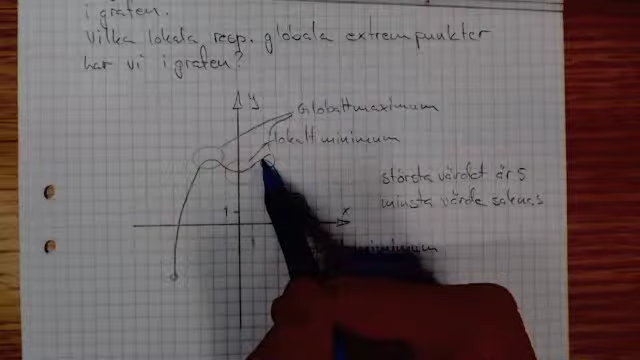 i grafen.
Vilka lokala resp. globala extrempunkter
har vi i grafen?
y
Globalt maximum
lokalt minimum
största värdet är 5
minsta värde saknas
1
x
1
minimum